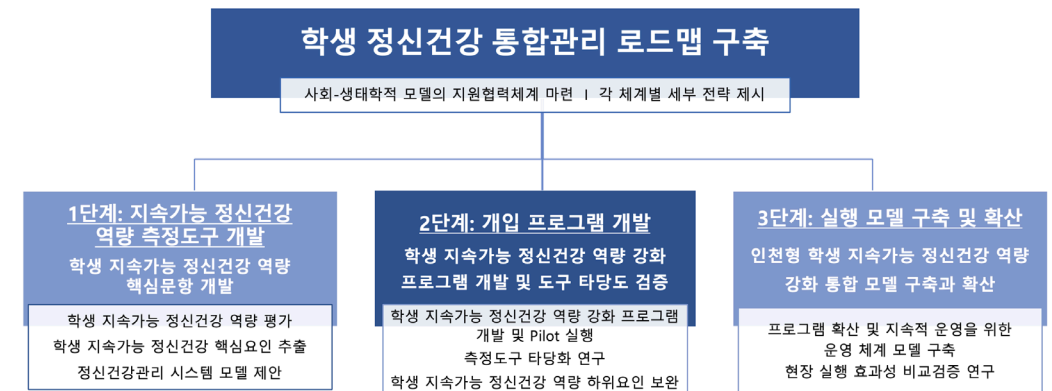 학생 정신건강 통합관리 로드맵 구축
사회-생태학적 모델의 지원협력체계 마련 ㅣ 각 체계별 세부 전략 제시
1단계: 지속가능 정신건강
역량 측정도구 개발
학생 지속가능 정신건강 역량
핵심문항 개발
학생 지속가능 정신건강 역량 평가
학생 지속가능 정신건강 핵심요인 추출
정신건강관리 시스템 모델 제안
2단계: 개입 프로그램 개발
학생 지속가능 정신건강 역량 강화
프로그램 개발 및 도구 타당도 검증
학생 지속가능 정신건강 역량 강화 프로그램
개발 및 Pilot 실행
측정도구 타당화 연구
학생 지속가능 정신건강 역량 하위요인 보완
3단계: 실행 모델 구축 및 확산
인천형 학생 지속가능 정신건강 역량
강화 통합 모델 구축과 확산
프로그램 확산 및 지속적 운영을 위한
운영 체계 모델 구축
현장 실행 효과성 비교검증 연구